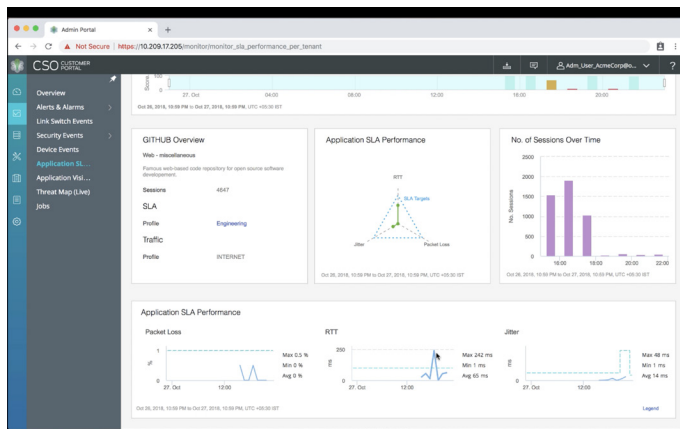 Admin Portal
Not Secure | https://10.209.17.205/monitor/monitor_sla_performance_per_tenant
CSO CUSTOMER PORTAL
Adm_User_AcmeCorp@o...
?
Overview
Alerts & Alarms
Link Switch Events
Security Events
Device Events
Application SL...
Application Visi...
Threat Map (Live)
Jobs
100
0
27. Oct 04:00 08:00 12:00 16:00 20:00
Oct 26, 2018, 10:59 PM to Oct 27, 2018, 10:59 PM, UTC +05:30 IST
GITHUB Overview
Web - miscellaneous
Famous web-based code repository for open source software
developement.
Sessions 4647
SLA
Profile Engineering
Traffic
Profile INTERNET
Application SLA Performance
RTT
SLA Targets
Jitter
Packet Loss
Oct 26, 2018, 10:59 PM to Oct 27, 2018, 10:59 PM, UTC +05:30 IST
No. of Sessions Over Time
No. of Sessions
2500
2000
1500
1000
500
0
16:00 18:00 20:00 22:00
Oct 26, 2018, 10:59 PM to Oct 27, 2018, 10:59 PM, UTC +05:30 IST
Application SLA Performance
Packet Loss
%
1
0
27. Oct 12:00
Max 0.5 %
Min 0 %
Avg 0 %
RTT
ms
250
0
27. Oct 12:00
Max 242 ms
Min 1 ms
Avg 65 ms
Jitter
ms
0
27. Oct 12:00
Max 48 ms
Min 1 ms
Avg 14 ms
Oct 26, 2018, 10:59 PM to Oct 27, 2018, 10:59 PM, UTC +05:30 IST
Legend